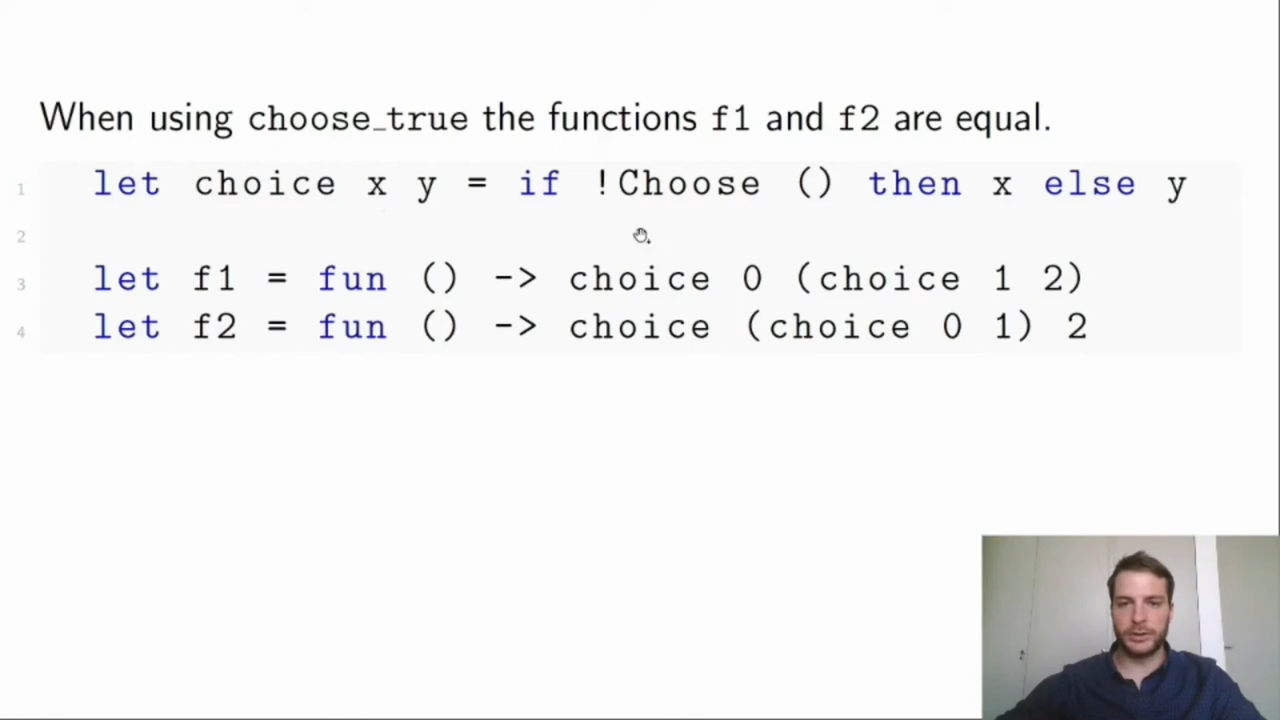 When using choose_true the functions f1 and f2 are equal.
1 let choice x y = if !Choose () then x else y
2
3 let f1 = fun () -> choice 0 (choice 1 2)
4 let f2 = fun () -> choice (choice 0 1) 2